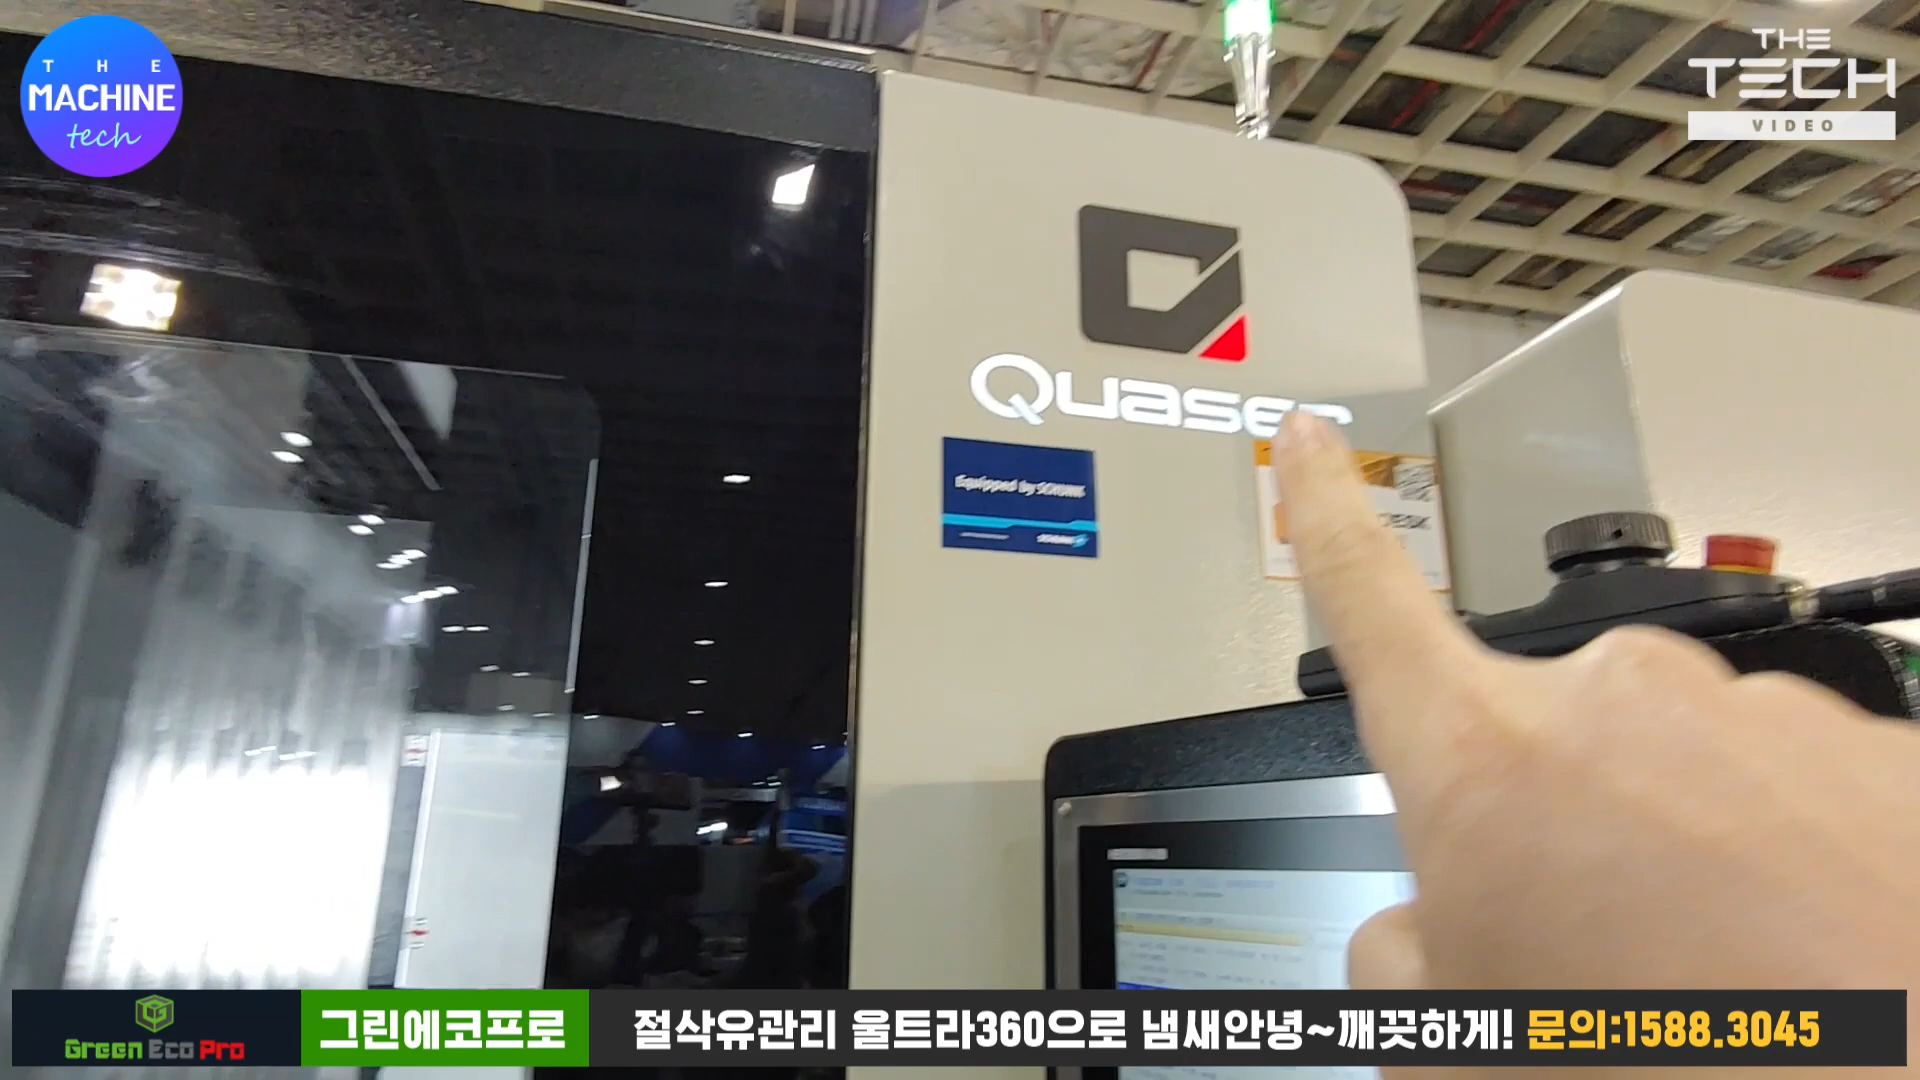 THE
MACHINE
tech
THE
TECH
VIDEO
Quaser
Equipped by SCHUNK
SCHUNK
Green Eco Pro
그린에코프로
절삭유관리 울트라360으로 냄새안녕~깨끗하게! 문의:1588.3045